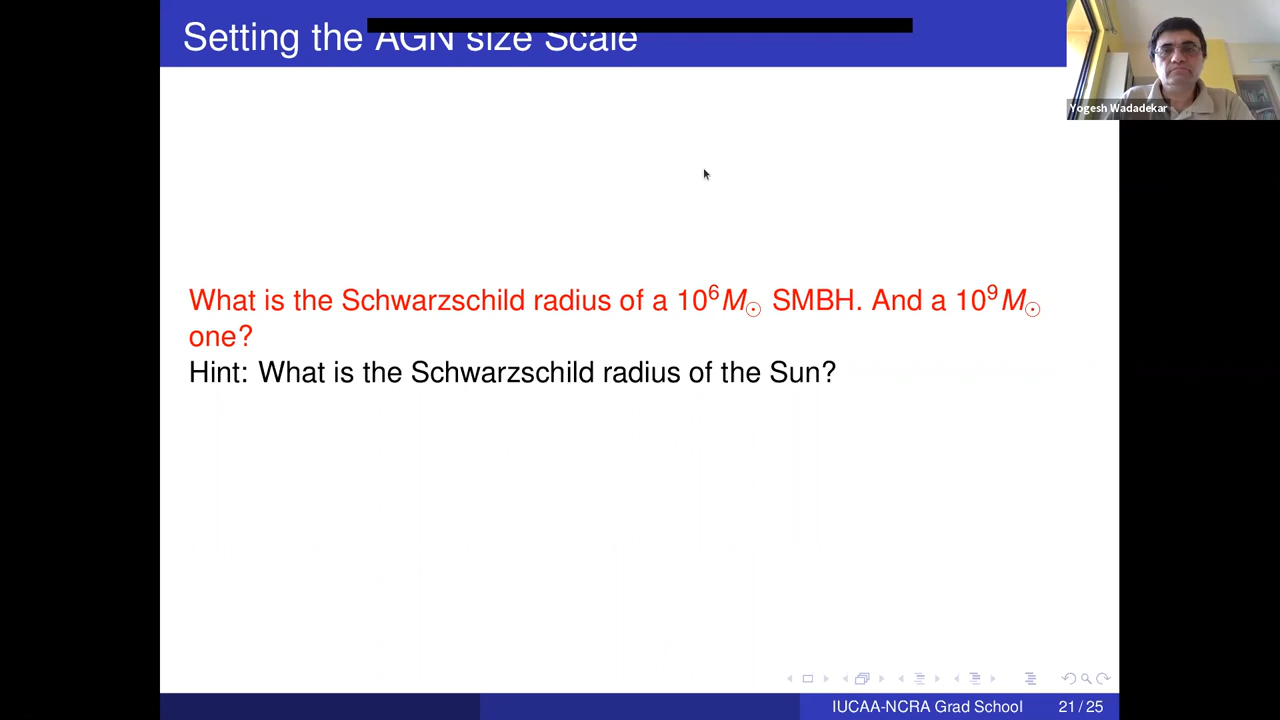 Setting the AGN size Scale
Yogesh Wadadekar
What is the Schwarzschild radius of a 10⁶M☉ SMBH. And a 10⁹M☉
one?
Hint: What is the Schwarzschild radius of the Sun?
IUCAA-NCRA Grad School 21 / 25